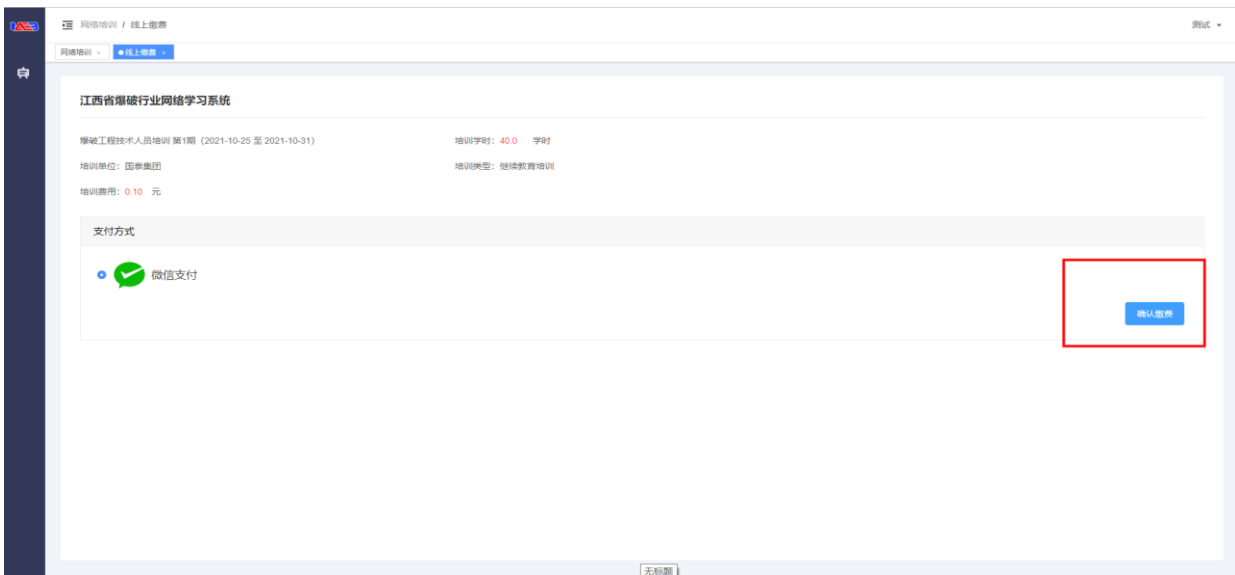 网络培训 / 线上缴费
测试
网络培训 ×
线上缴费 ×
江西省爆破行业网络学习系统
爆破工程技术人员培训 第1期（2021-10-25 至 2021-10-31）
培训学时：40.0 学时
培训单位：国泰集团
培训类型：继续教育培训
培训费用：0.10 元
支付方式
微信支付
确认缴费
无标题